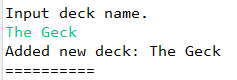 Input deck name.
The Geck
Added new deck: The Geck
==========